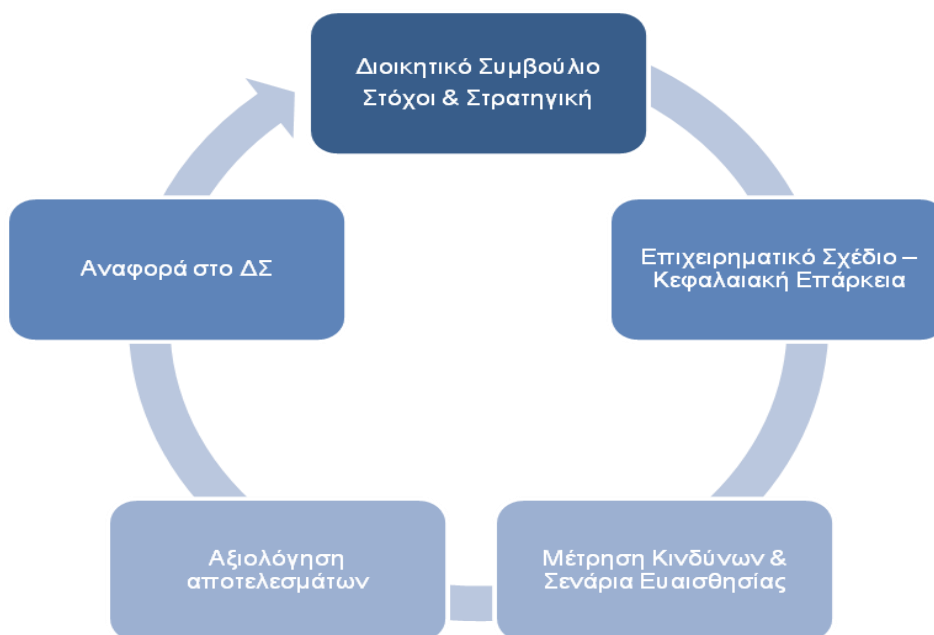 Διοικητικό Συμβούλιο
Στόχοι & Στρατηγική
Επιχειρηματικό Σχέδιο –
Κεφαλαιακή Επάρκεια
Μέτρηση Κινδύνων &
Σενάρια Ευαισθησίας
Αξιολόγηση
αποτελεσμάτων
Αναφορά στο ΔΣ